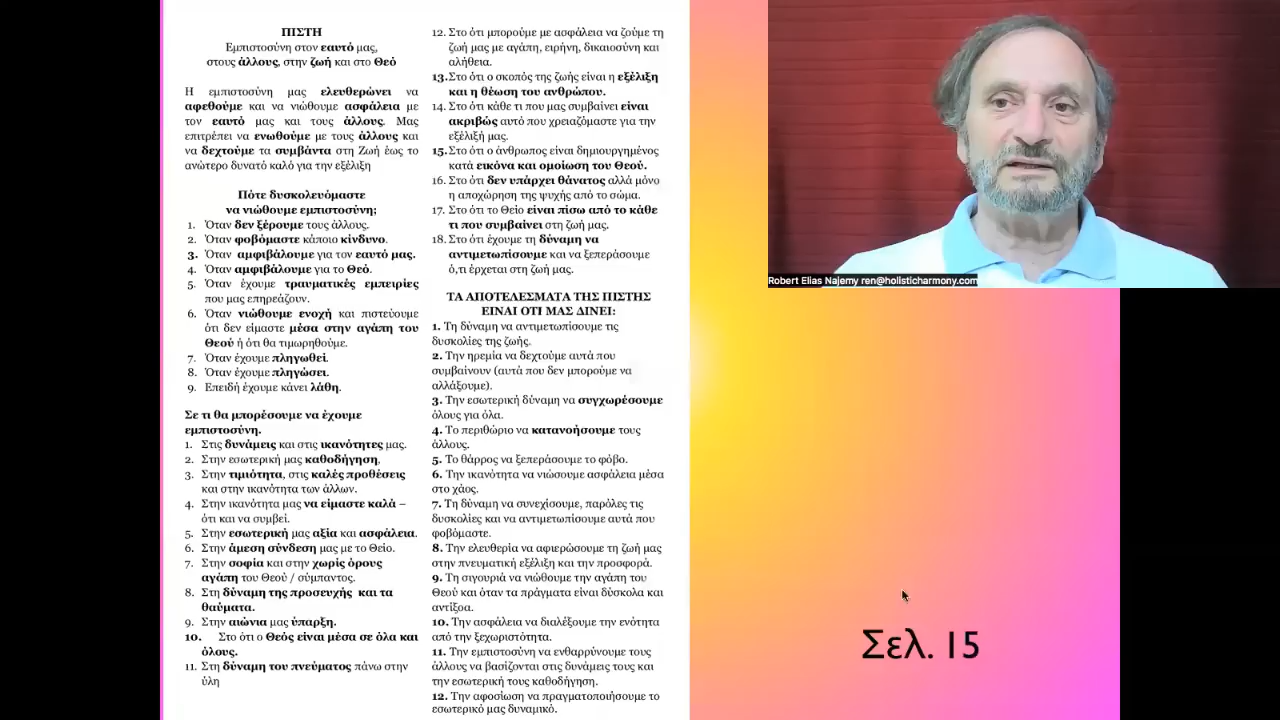 ΠΙΣΤΗ
Εμπιστοσύνη στον εαυτό μας,
στους άλλους, στην ζωή και στο Θεό
Η εμπιστοσύνη μας ελευθερώνει να
αφεθούμε και να νιώθουμε ασφάλεια με
τον εαυτό μας και τους άλλους. Μας
επιτρέπει να ενωθούμε με τους άλλους και
να δεχτούμε τα συμβάντα στη Ζωή έως το
ανώτερο δυνατό καλό για την εξέλιξη
Πότε δυσκολευόμαστε
να νιώθουμε εμπιστοσύνη;
1. Όταν δεν ξέρουμε τους άλλους.
2. Όταν φοβόμαστε κάποιο κίνδυνο.
3. Όταν αμφιβάλουμε για τον εαυτό μας.
4. Όταν αμφιβάλουμε για το Θεό.
5. Όταν έχουμε τραυματικές εμπειρίες
που μας επηρεάζουν.
6. Όταν νιώθουμε ενοχή και πιστεύουμε
ότι δεν είμαστε μέσα στην αγάπη του
Θεού ή ότι θα τιμωρηθούμε.
7. Όταν έχουμε πληγωθεί.
8. Όταν έχουμε πληγώσει.
9. Επειδή έχουμε κάνει λάθη.
Σε τι θα μπορέσουμε να έχουμε
εμπιστοσύνη.
1. Στις δυνάμεις και στις ικανότητες μας.
2. Στην εσωτερική μας καθοδήγηση,
3. Στην τιμιότητα, στις καλές προθέσεις
και στην ικανότητα των άλλων.
4. Στην ικανότητα μας να είμαστε καλά –
ότι και να συμβεί.
5. Στην εσωτερική μας αξία και ασφάλεια.
6. Στην άμεση σύνδεση μας με το Θείο.
7. Στην σοφία και στην χωρίς όρους
αγάπη του Θεού / σύμπαντος.
8. Στη δύναμη της προσευχής και τα
θαύματα.
9. Στην αιώνια μας ύπαρξη.
10. Στο ότι ο Θεός είναι μέσα σε όλα και
όλους.
11. Στη δύναμη του πνεύματος πάνω στην
ύλη
12. Στο ότι μπορούμε με ασφάλεια να ζούμε τη
ζωή μας με αγάπη, ειρήνη, δικαιοσύνη και
αλήθεια.
13. Στο ότι ο σκοπός της ζωής είναι η εξέλιξη
και η θέωση του ανθρώπου.
14. Στο ότι κάθε τι που μας συμβαίνει είναι
ακριβώς αυτό που χρειαζόμαστε για την
εξέλιξή μας.
15. Στο ότι ο άνθρωπος είναι δημιουργημένος
κατά εικόνα και ομοίωση του Θεού.
16. Στο ότι δεν υπάρχει θάνατος αλλά μόνο
η αποχώρηση της ψυχής από το σώμα.
17. Στο ότι το Θείο είναι πίσω από το κάθε
τι που συμβαίνει στη ζωή μας.
18. Στο ότι έχουμε τη δύναμη να
αντιμετωπίσουμε και να ξεπεράσουμε
ό,τι έρχεται στη ζωή μας.
ΤΑ ΑΠΟΤΕΛΕΣΜΑΤΑ ΤΗΣ ΠΙΣΤΗΣ
ΕΙΝΑΙ ΟΤΙ ΜΑΣ ΔΙΝΕΙ:
1. Τη δύναμη να αντιμετωπίσουμε τις
δυσκολίες της ζωής.
2. Την ηρεμία να δεχτούμε αυτά που
συμβαίνουν (αυτά που δεν μπορούμε να
αλλάξουμε).
3. Την εσωτερική δύναμη να συγχωρέσουμε
όλους για όλα.
4. Το περιθώριο να κατανοήσουμε τους
άλλους.
5. Το θάρρος να ξεπεράσουμε το φόβο.
6. Την ικανότητα να νιώσουμε ασφάλεια μέσα
στο χάος.
7. Τη δύναμη να συνεχίσουμε, παρόλες τις
δυσκολίες και να αντιμετωπίσουμε αυτά που
φοβόμαστε.
8. Την ελευθερία να αφιερώσουμε τη ζωή μας
στην πνευματική εξέλιξη και την προσφορά.
9. Τη σιγουριά να νιώθουμε την αγάπη του
Θεού και όταν τα πράγματα είναι δύσκολα και
αντίξοα.
10. Την ασφάλεια να διαλέξουμε την ενότητα
από την ξεχωριστότητα.
11. Την εμπιστοσύνη να ενθαρρύνουμε τους
άλλους να βασίζονται στις δυνάμεις τους και
την εσωτερική τους καθοδήγηση.
12. Την αφοσίωση να πραγματοποιήσουμε το
εσωτερικό μας δυναμικό.
Robert Elias Najemy ren@holisticharmony.com
Σελ. 15